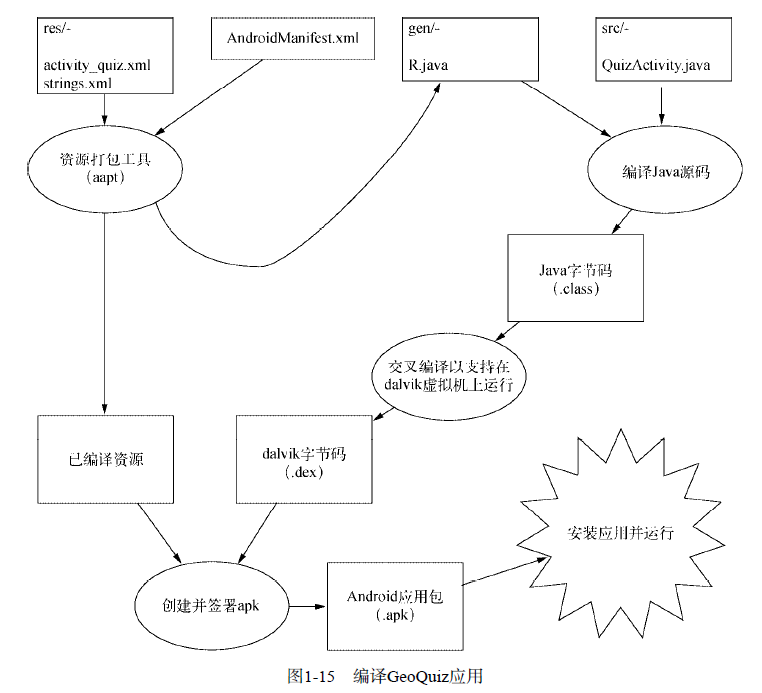 res/-
activity_quiz.xml
strings.xml
AndroidManifest.xml
gen/-
R.java
src/-
QuizActivity.java
资源打包工具
（aapt）
编译Java源码
Java字节码
（.class）
交叉编译以支持在
dalvik虚拟机上运行
已编译资源
dalvik字节码
（.dex）
安装应用并运行
创建并签署apk
Android应用包
（.apk）
图1-15 编译GeoQuiz应用